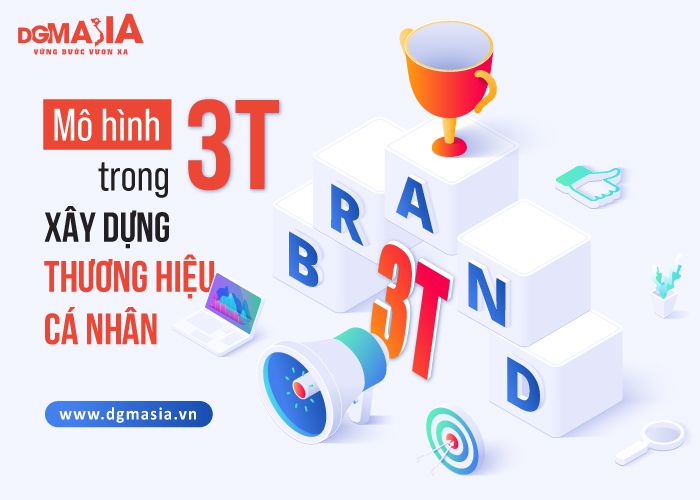 DGMASIA
VỮNG BƯỚC VƯƠN XA
Mô hình 3T
trong
XÂY DỰNG
THƯƠNG HIỆU
CÁ NHÂN
www.dgmasia.vn
BRAND
3T